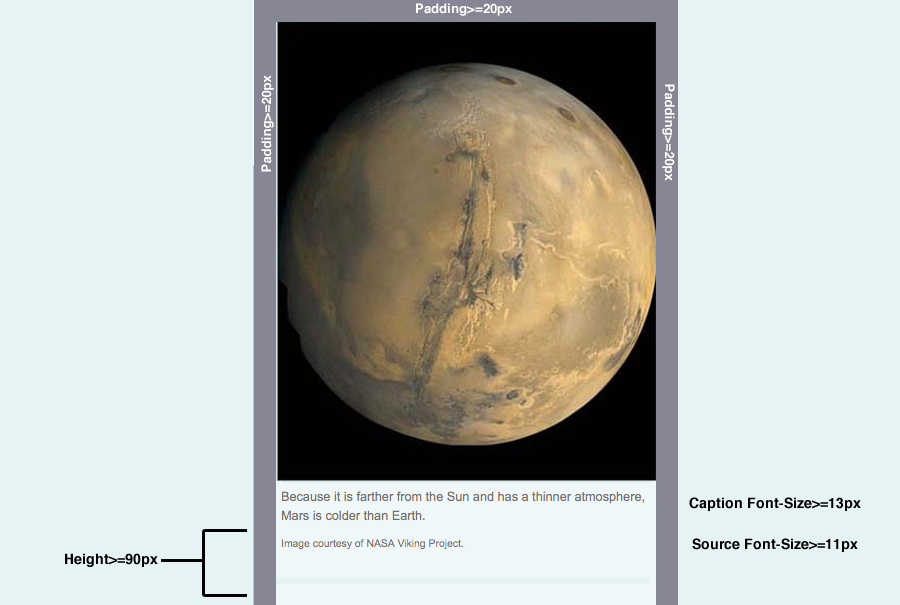 Padding>=20px
Padding>=20px
Padding>=20px
Because it is farther from the Sun and has a thinner atmosphere,
Mars is colder than Earth.
Caption Font-Size>=13px
Image courtesy of NASA Viking Project.
Source Font-Size>=11px
Height>=90px